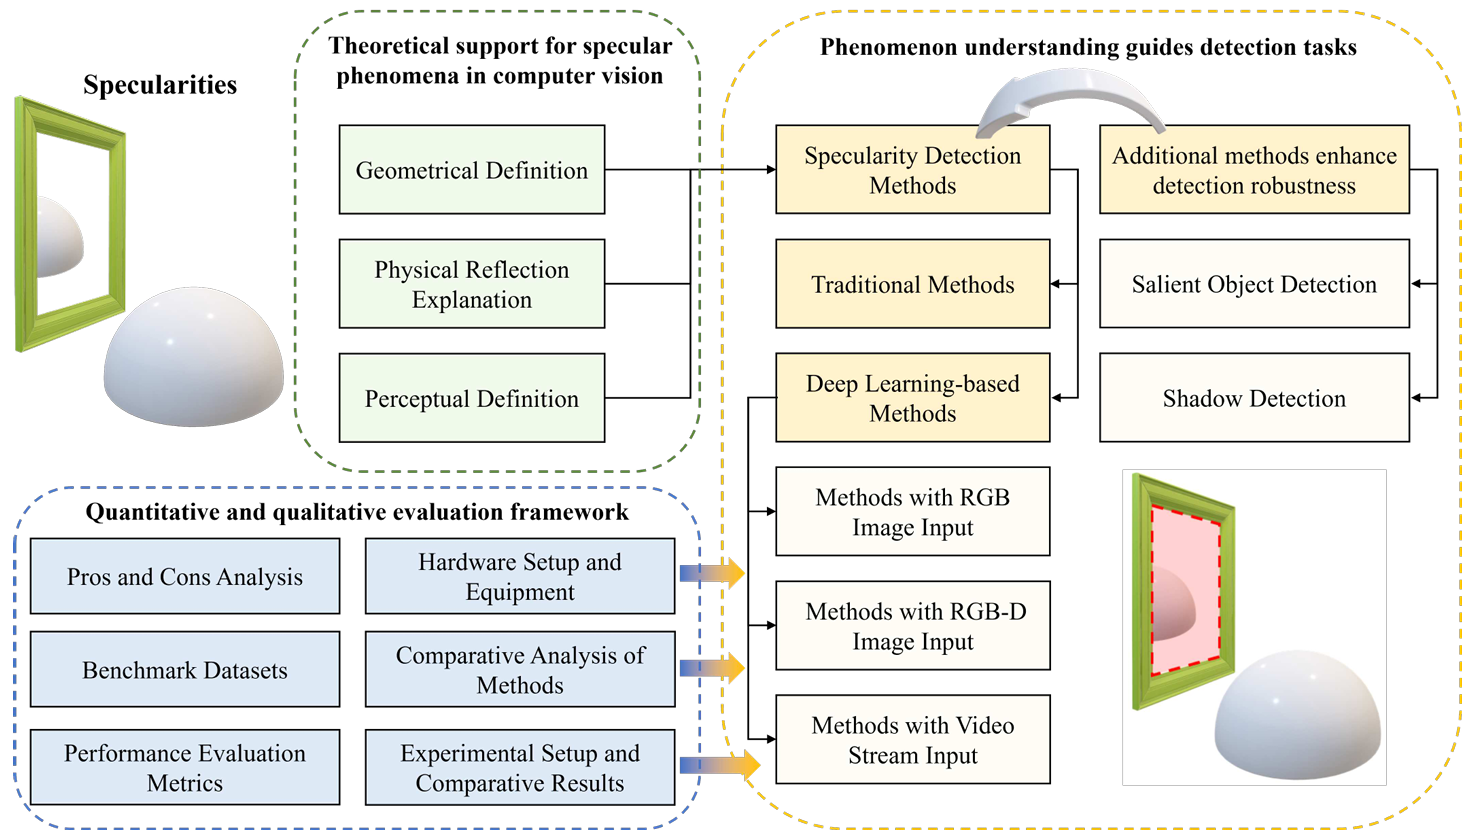 Specularities
Theoretical support for specular
phenomena in computer vision
Geometrical Definition
Physical Reflection
Explanation
Perceptual Definition
Phenomenon understanding guides detection tasks
Specularity Detection
Methods
Additional methods enhance
detection robustness
Traditional Methods
Salient Object Detection
Deep Learning-based
Methods
Shadow Detection
Methods with RGB
Image Input
Methods with RGB-D
Image Input
Methods with Video
Stream Input
Quantitative and qualitative evaluation framework
Pros and Cons Analysis
Hardware Setup and
Equipment
Benchmark Datasets
Comparative Analysis of
Methods
Performance Evaluation
Metrics
Experimental Setup and
Comparative Results